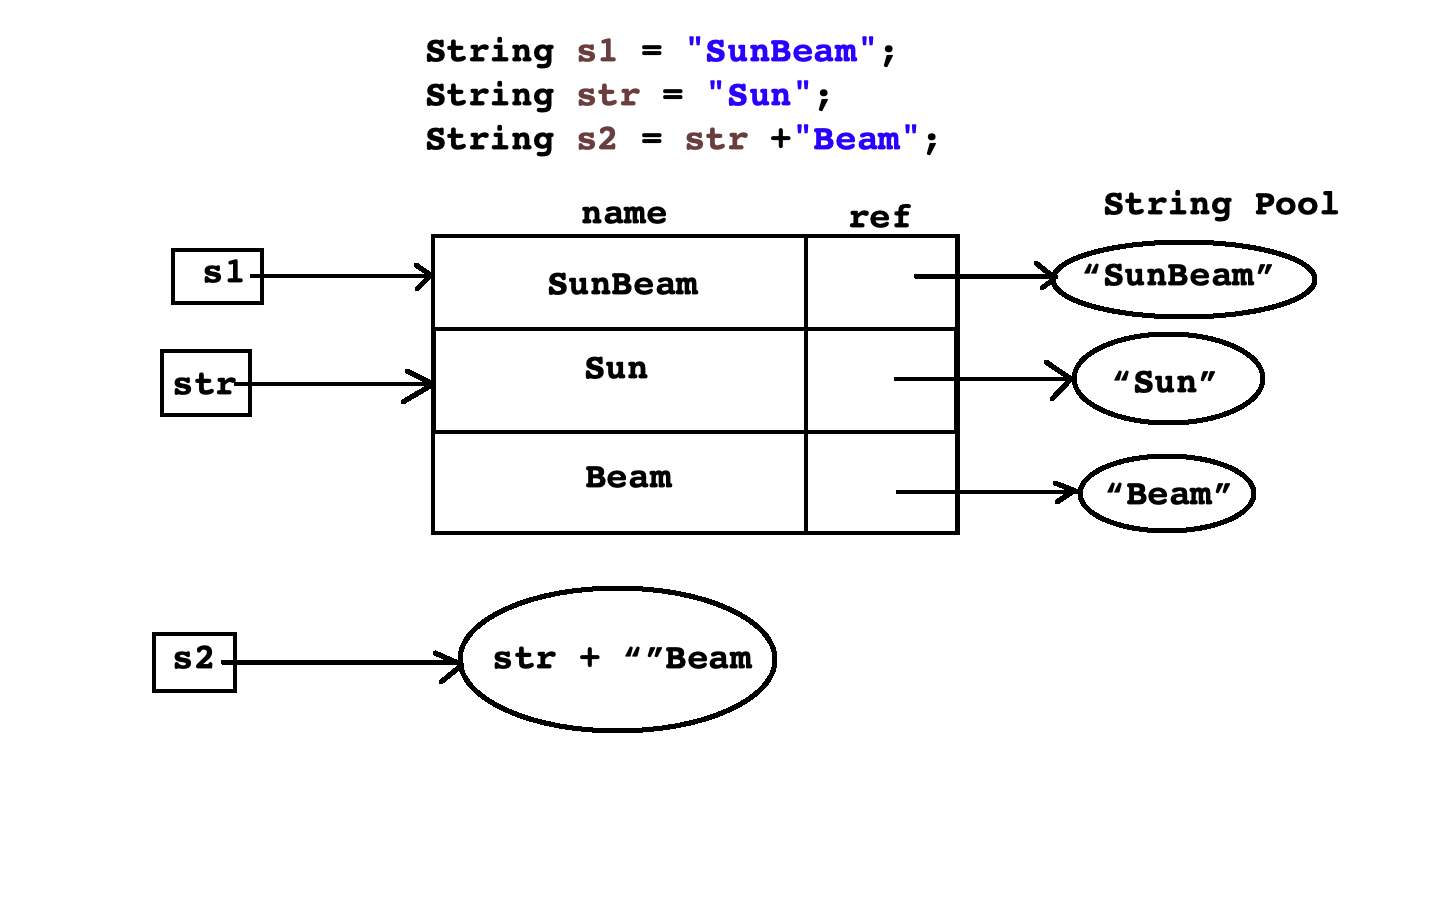 String s1 = "SunBeam";
String str = "Sun";
String s2 = str +"Beam";
name
ref
String Pool
s1
SunBeam
“SunBeam”
str
Sun
“Sun”
Beam
“Beam”
s2
str + “”Beam